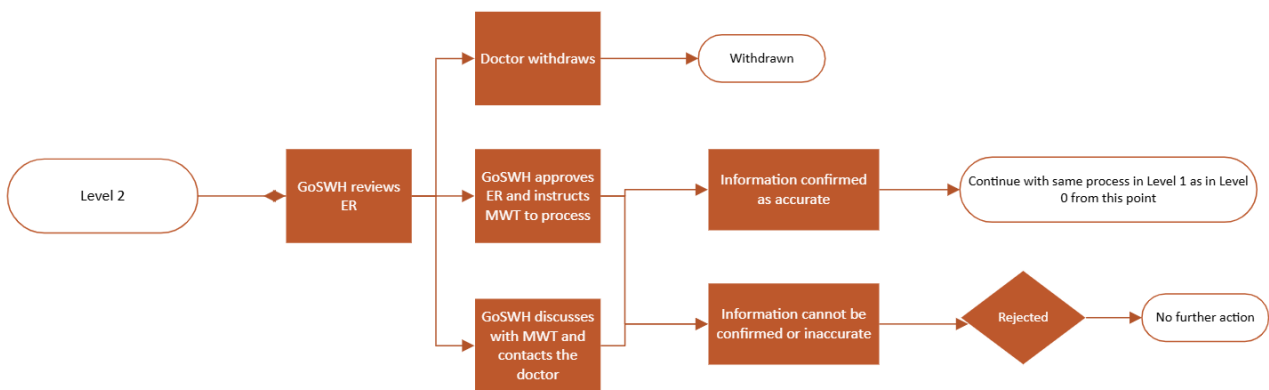 Doctor withdraws
Withdrawn
Level 2
GoSWH reviews
ER
GoSWH approves
ER and instructs
MWT to process
Information confirmed
as accurate
Continue with same process in Level 1 as in Level
0 from this point
GoSWH discusses
with MWT and
contacts the
doctor
Information cannot be
confirmed or inaccurate
Rejected
No further action